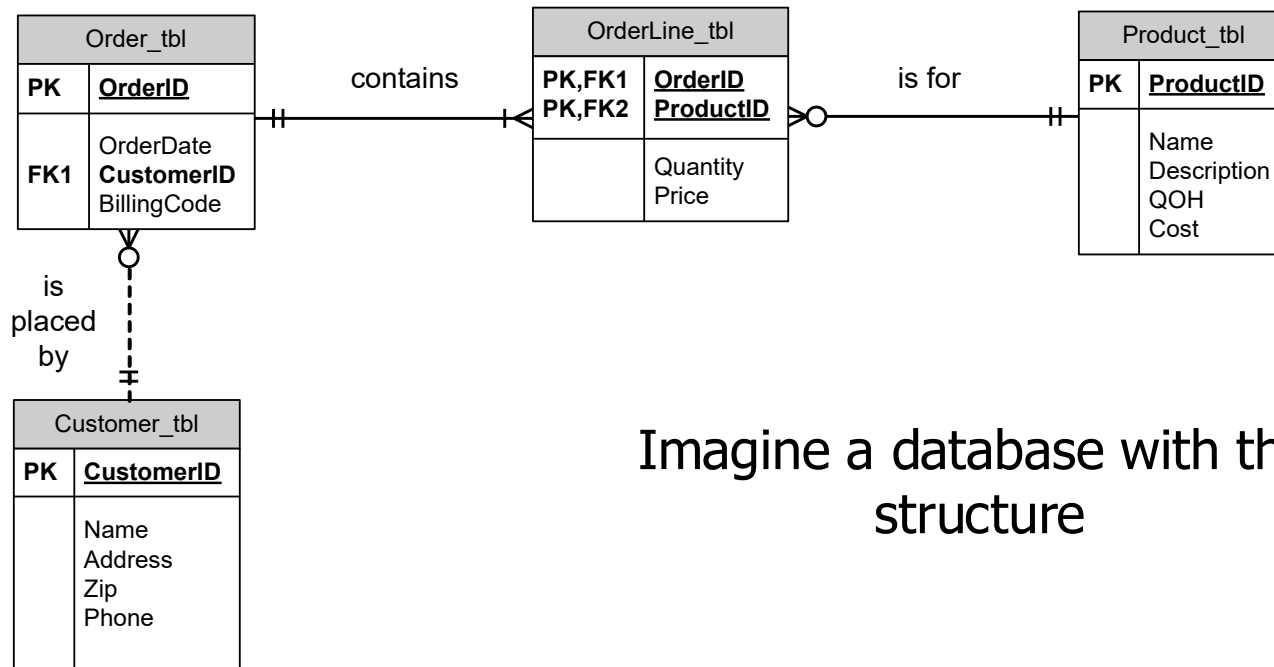 Order_tbl
PK OrderID
OrderDate
FK1 CustomerID
BillingCode
contains
OrderLine_tbl
PK,FK1 OrderID
PK,FK2 ProductID
Quantity
Price
is for
Product_tbl
PK ProductID
Name
Description
QOH
Cost
is
placed
by
Customer_tbl
PK CustomerID
Name
Address
Zip
Phone
Imagine a database with
structure